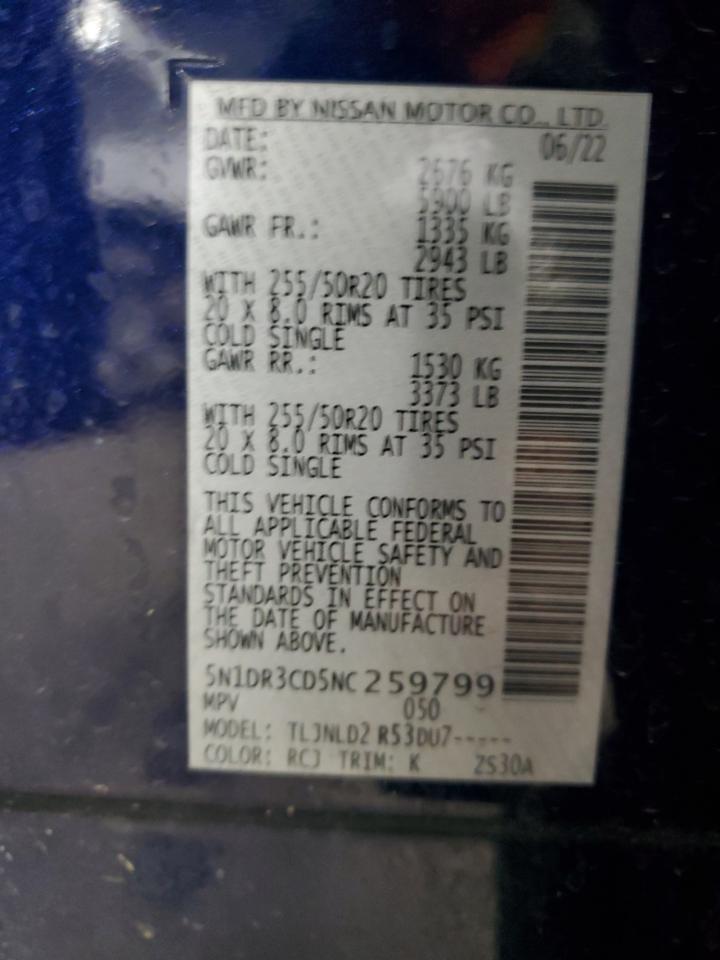 MFD BY NISSAN MOTOR CO., LTD.
DATE: 06/22
GVWR: 2676 KG
5900 LB
GAWR FR.: 1335 KG
2943 LB
WITH 255/50R20 TIRES
20 X 8.0 RIMS AT 35 PSI
COLD SINGLE
GAWR RR.: 1530 KG
3373 LB
WITH 255/50R20 TIRES
20 X 8.0 RIMS AT 35 PSI
COLD SINGLE
THIS VEHICLE CONFORMS TO
ALL APPLICABLE FEDERAL
MOTOR VEHICLE SAFETY AND
THEFT PREVENTION
STANDARDS IN EFFECT ON
THE DATE OF MANUFACTURE
SHOWN ABOVE.
5N1DR3CD5NC259799
MPV 050
MODEL: TLJNLD2 R53DU7-----
COLOR: RCJ TRIM: K ZS30A